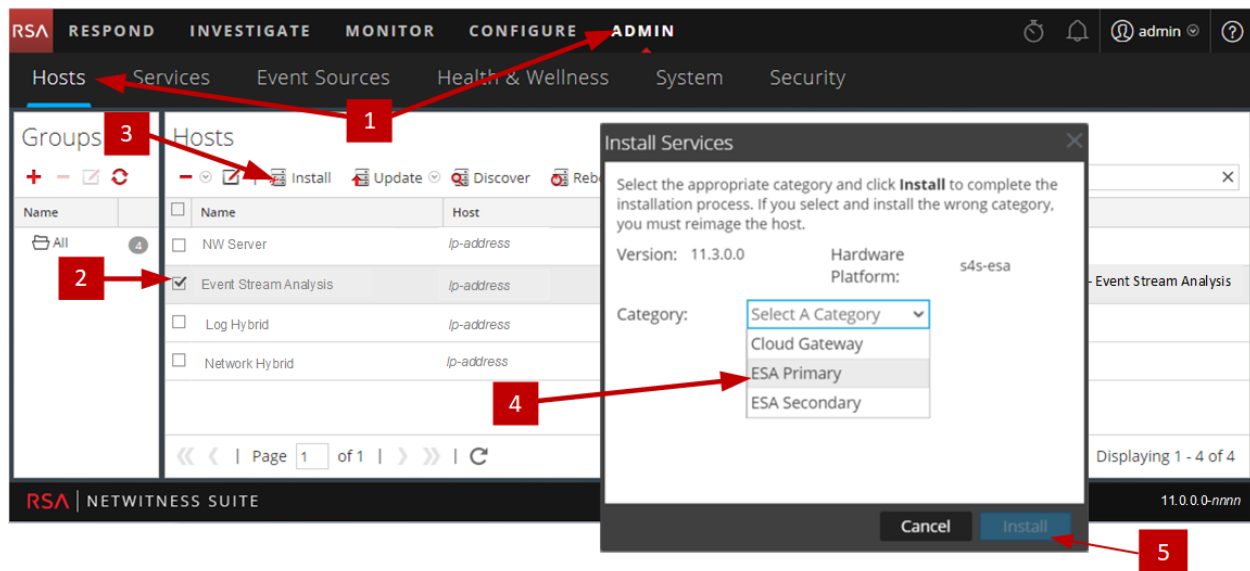 RSA RESPOND INVESTIGATE MONITOR CONFIGURE ADMIN admin ?
Hosts Services Event Sources Health & Wellness System Security
1
Groups
3
Hosts
Install Update Discover Rebo
Name
Name Host
All 4
NW Server Ip-address
2
Event Stream Analysis Ip-address - Event Stream Analysis
Log Hybrid Ip-address
Network Hybrid Ip-address
Page 1 of 1 Displaying 1 - 4 of 4
RSA NETWITNESS SUITE 11.0.0.0-nnnn
Install Services
Select the appropriate category and click Install to complete the
installation process. If you select and install the wrong category,
you must reimage the host.
Version: 11.3.0.0 Hardware
Platform: s4s-esa
Category: Select A Category
Cloud Gateway
ESA Primary
ESA Secondary
4
Cancel Install
5